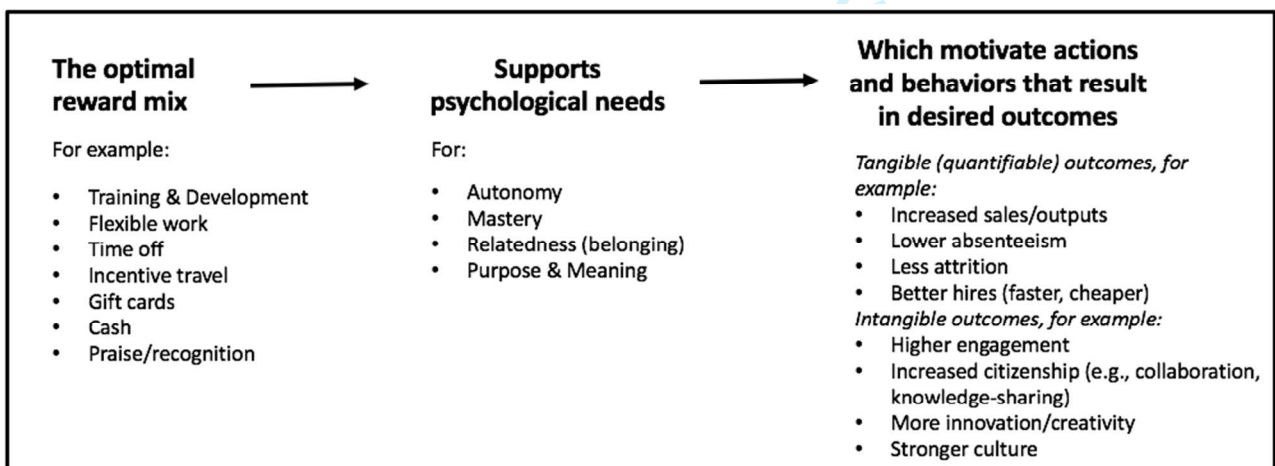 The optimal
reward mix
For example:
• Training & Development
• Flexible work
• Time off
• Incentive travel
• Gift cards
• Cash
• Praise/recognition
Supports
psychological needs
For:
• Autonomy
• Mastery
• Relatedness (belonging)
• Purpose & Meaning
Which motivate actions
and behaviors that result
in desired outcomes
Tangible (quantifiable) outcomes, for
example:
• Increased sales/outputs
• Lower absenteeism
• Less attrition
• Better hires (faster, cheaper)
Intangible outcomes, for example:
• Higher engagement
• Increased citizenship (e.g., collaboration,
knowledge-sharing)
• More innovation/creativity
• Stronger culture